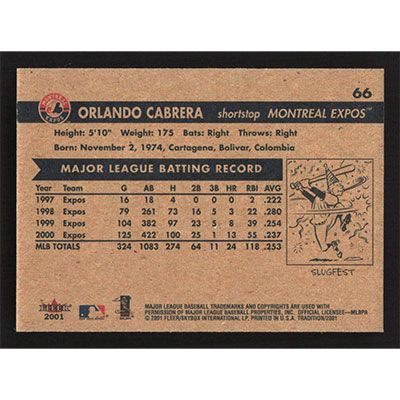 66
EXPOS
ORLANDO CABRERA shortstop MONTREAL EXPOS™
Height: 5'10" Weight: 175 Bats: Right Throws: Right
Born: November 2, 1974, Cartagena, Bolivar, Colombia
MAJOR LEAGUE BATTING RECORD
Year Team G AB H 2B 3B HR RBI AVG
1997 Expos 16 18 4 0 0 0 2 .222
1998 Expos 79 261 73 16 5 3 22 .280
1999 Expos 104 382 97 23 5 8 39 .254
2000 Expos 125 422 100 25 1 13 55 .237
MLB TOTALS 324 1083 274 64 11 24 118 .253
SLUGFEST
FLEER
2001
MAJOR LEAGUE BASEBALL TRADEMARKS AND COPYRIGHTS ARE USED WITH
PERMISSION OF MAJOR LEAGUE BASEBALL PROPERTIES, INC. OFFICIAL LICENSEE—MLBPA
© 2001 FLEER/SKYBOX INTERNATIONAL LP. PRINTED IN U.S.A. TRADITION/2001